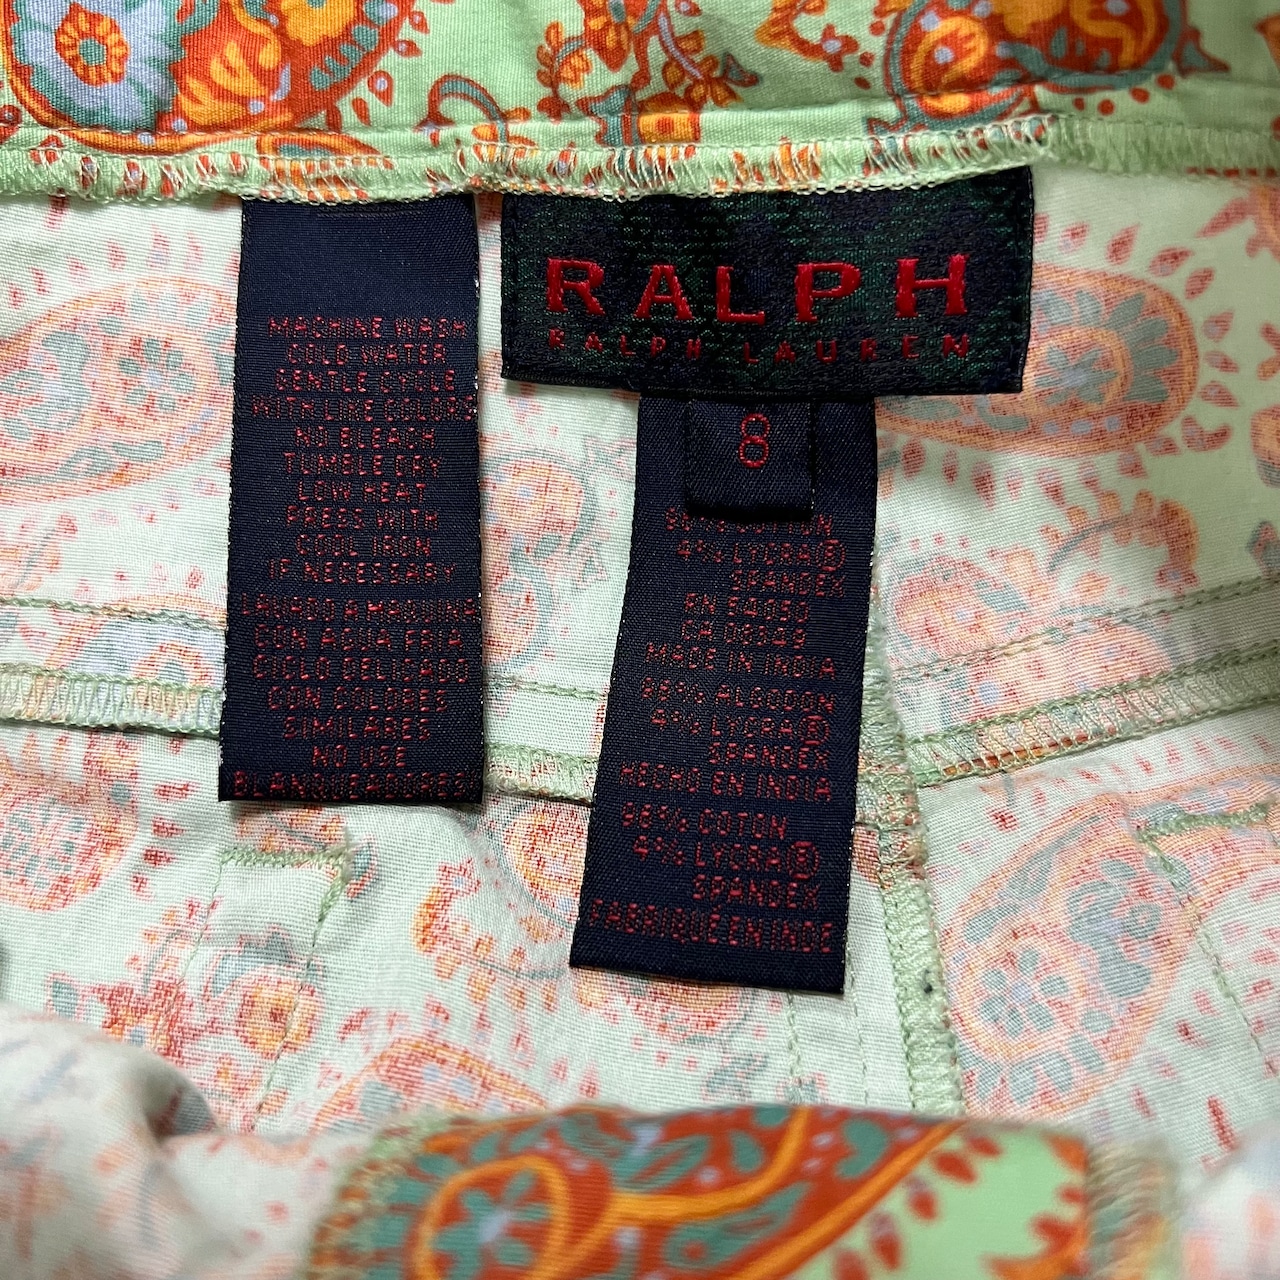 MACHINE WASH
COLD WATER
GENTLE CYCLE
WITH LIKE COLORS
NO BLEACH
TUMBLE DRY
LOW HEAT
PRESS WITH
COOL IRON
IF NECESSARY
LAVADO A MAQUINA
CON AGUA FRIA
CICLO DELICADO
CON COLORES
SIMILARES
NO USE
BLANQUEADORES
RALPH
RALPH LAUREN
8
4% LYCRA®
SPANDEX
RN 64050
CA 08343
MADE IN INDIA
96% ALGODON
4% LYCRA®
SPANDEX
HECHO EN INDIA
96% COTON
4% LYCRA®
SPANDEX
FABRIQUÉ EN INDE